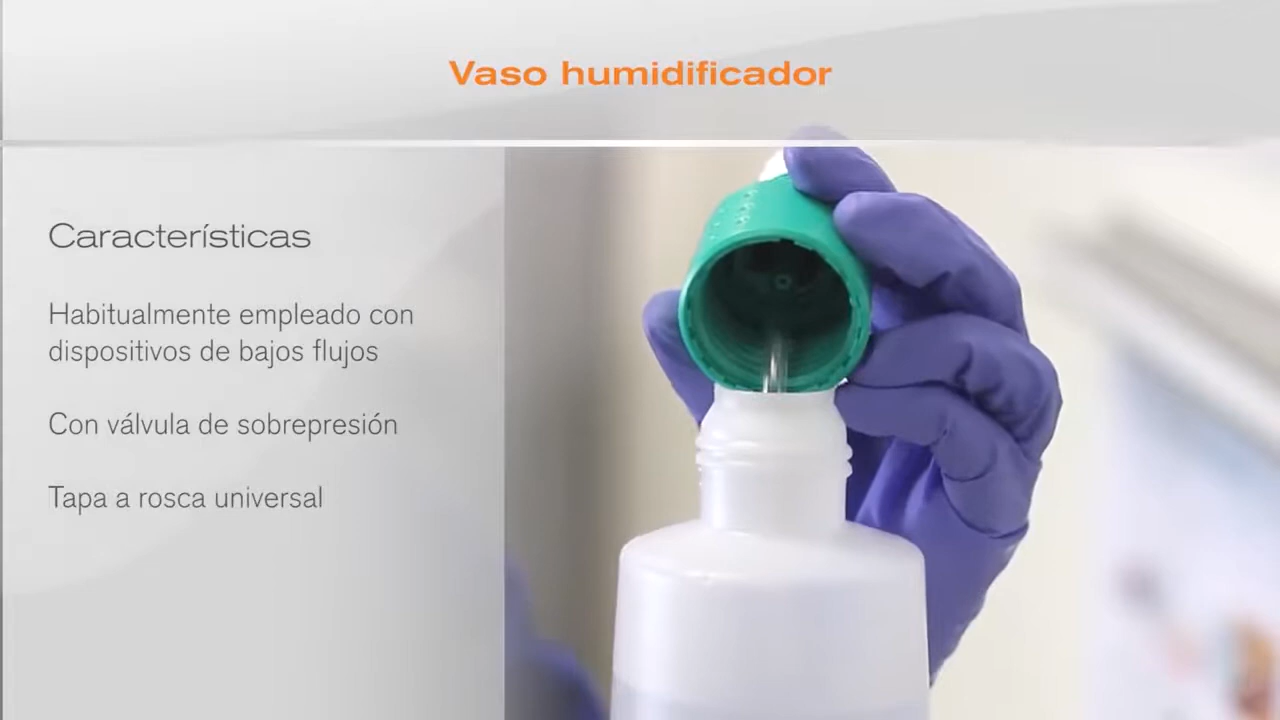 Vaso humidificador
Características
Habitualmente empleado con
dispositivos de bajos flujos
Con válvula de sobrepresión
Tapa a rosca universal